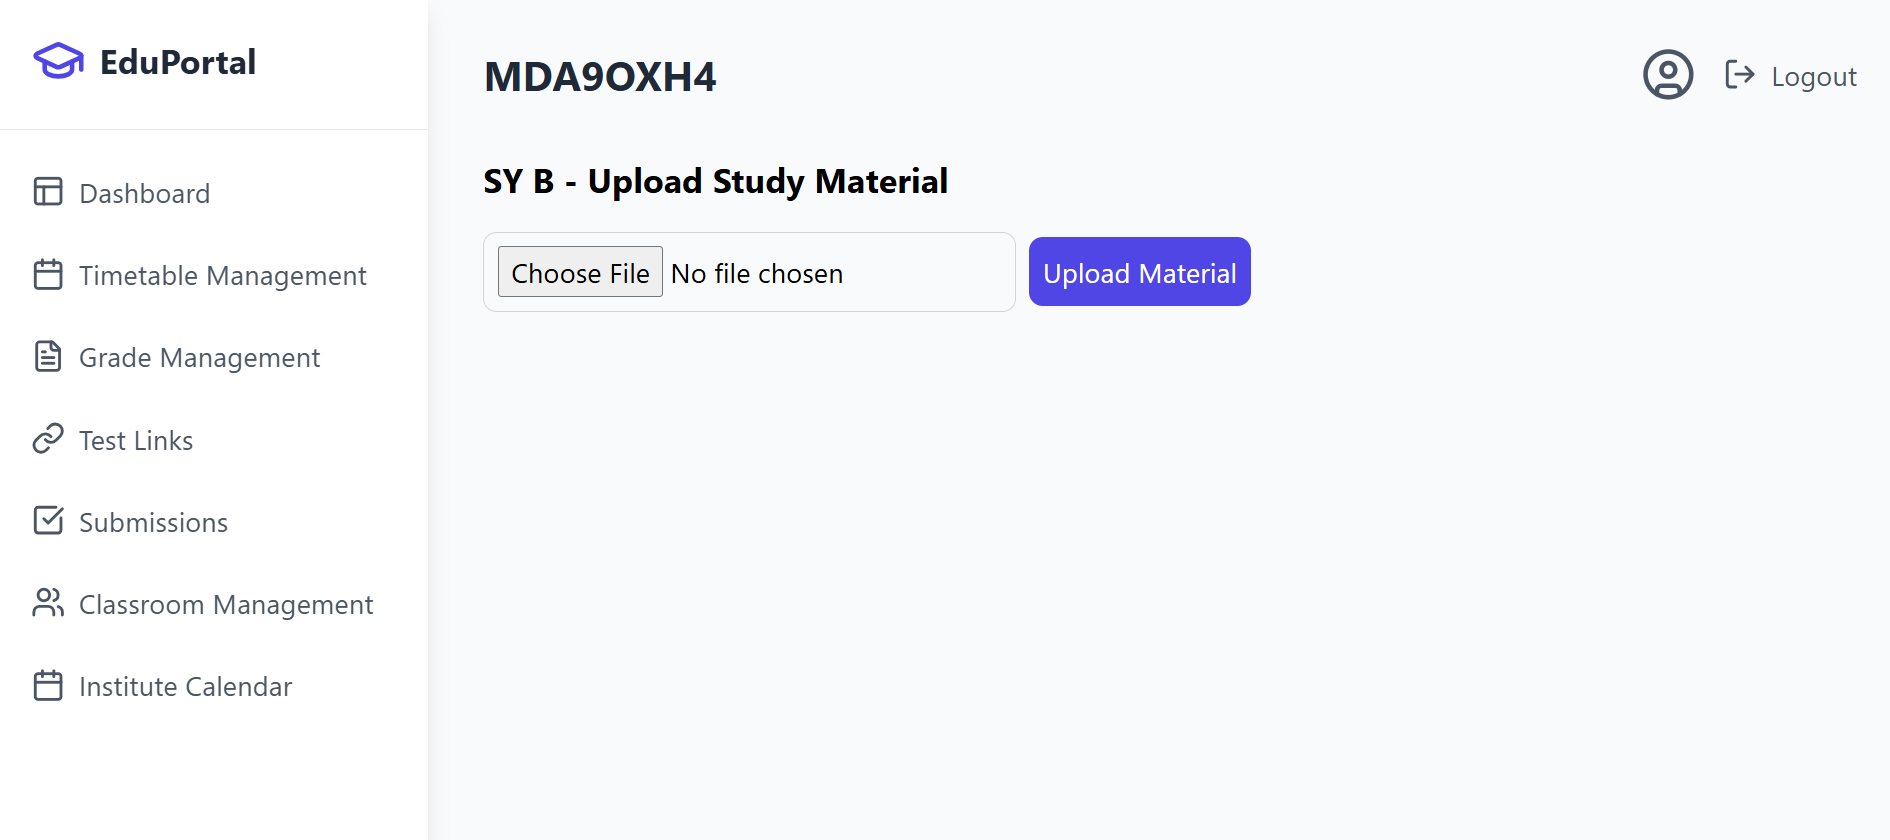 EduPortal
Dashboard
Timetable Management
Grade Management
Test Links
Submissions
Classroom Management
Institute Calendar
MDA9OXH4
Logout
SY B - Upload Study Material
Choose File No file chosen
Upload Material